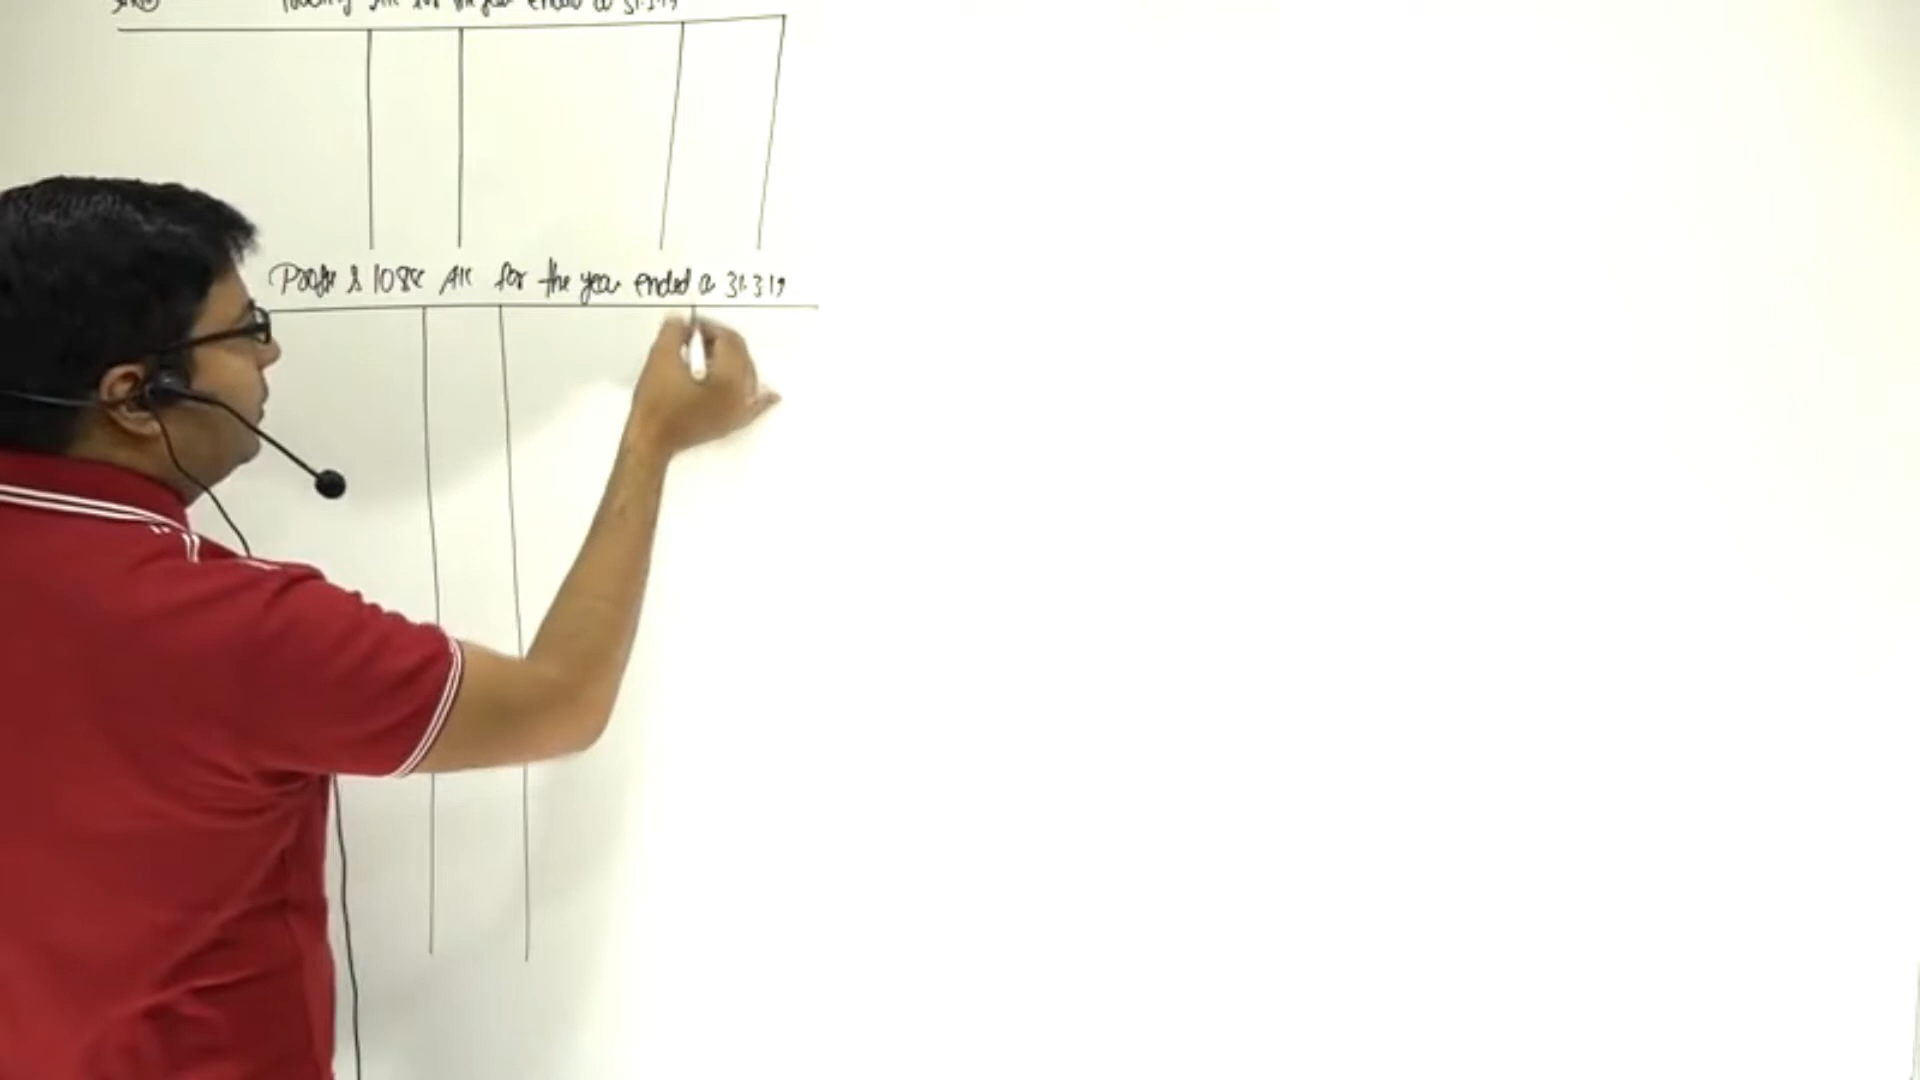 Trading A/c for the year ended a 31.3.19
Profit & loss A/c for the year ended a 31.3.19